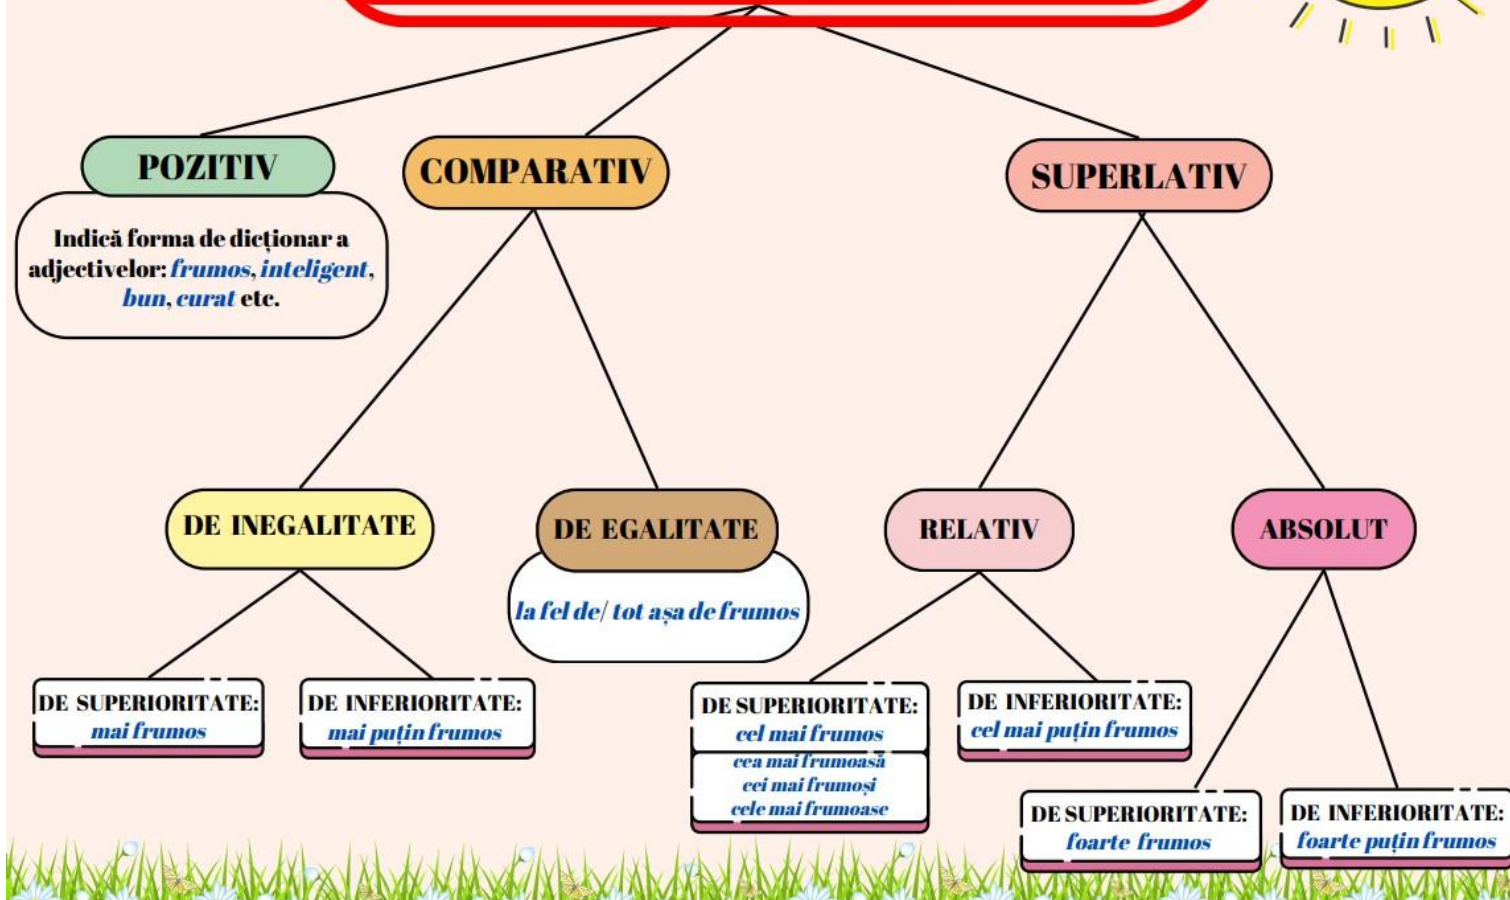 POZITIV
Indică forma de dicționar a
adjectivelor: frumos, inteligent,
bun, curat etc.
COMPARATIV
SUPERLATIV
DE INEGALITATE
DE EGALITATE
la fel de/ tot așa de frumos
RELATIV
ABSOLUT
DE SUPERIORITATE:
mai frumos
DE INFERIORITATE:
mai puțin frumos
DE SUPERIORITATE:
cel mai frumos
cea mai frumoasă
cei mai frumoși
cele mai frumoase
DE INFERIORITATE:
cel mai puțin frumos
DE SUPERIORITATE:
foarte frumos
DE INFERIORITATE:
foarte puțin frumos